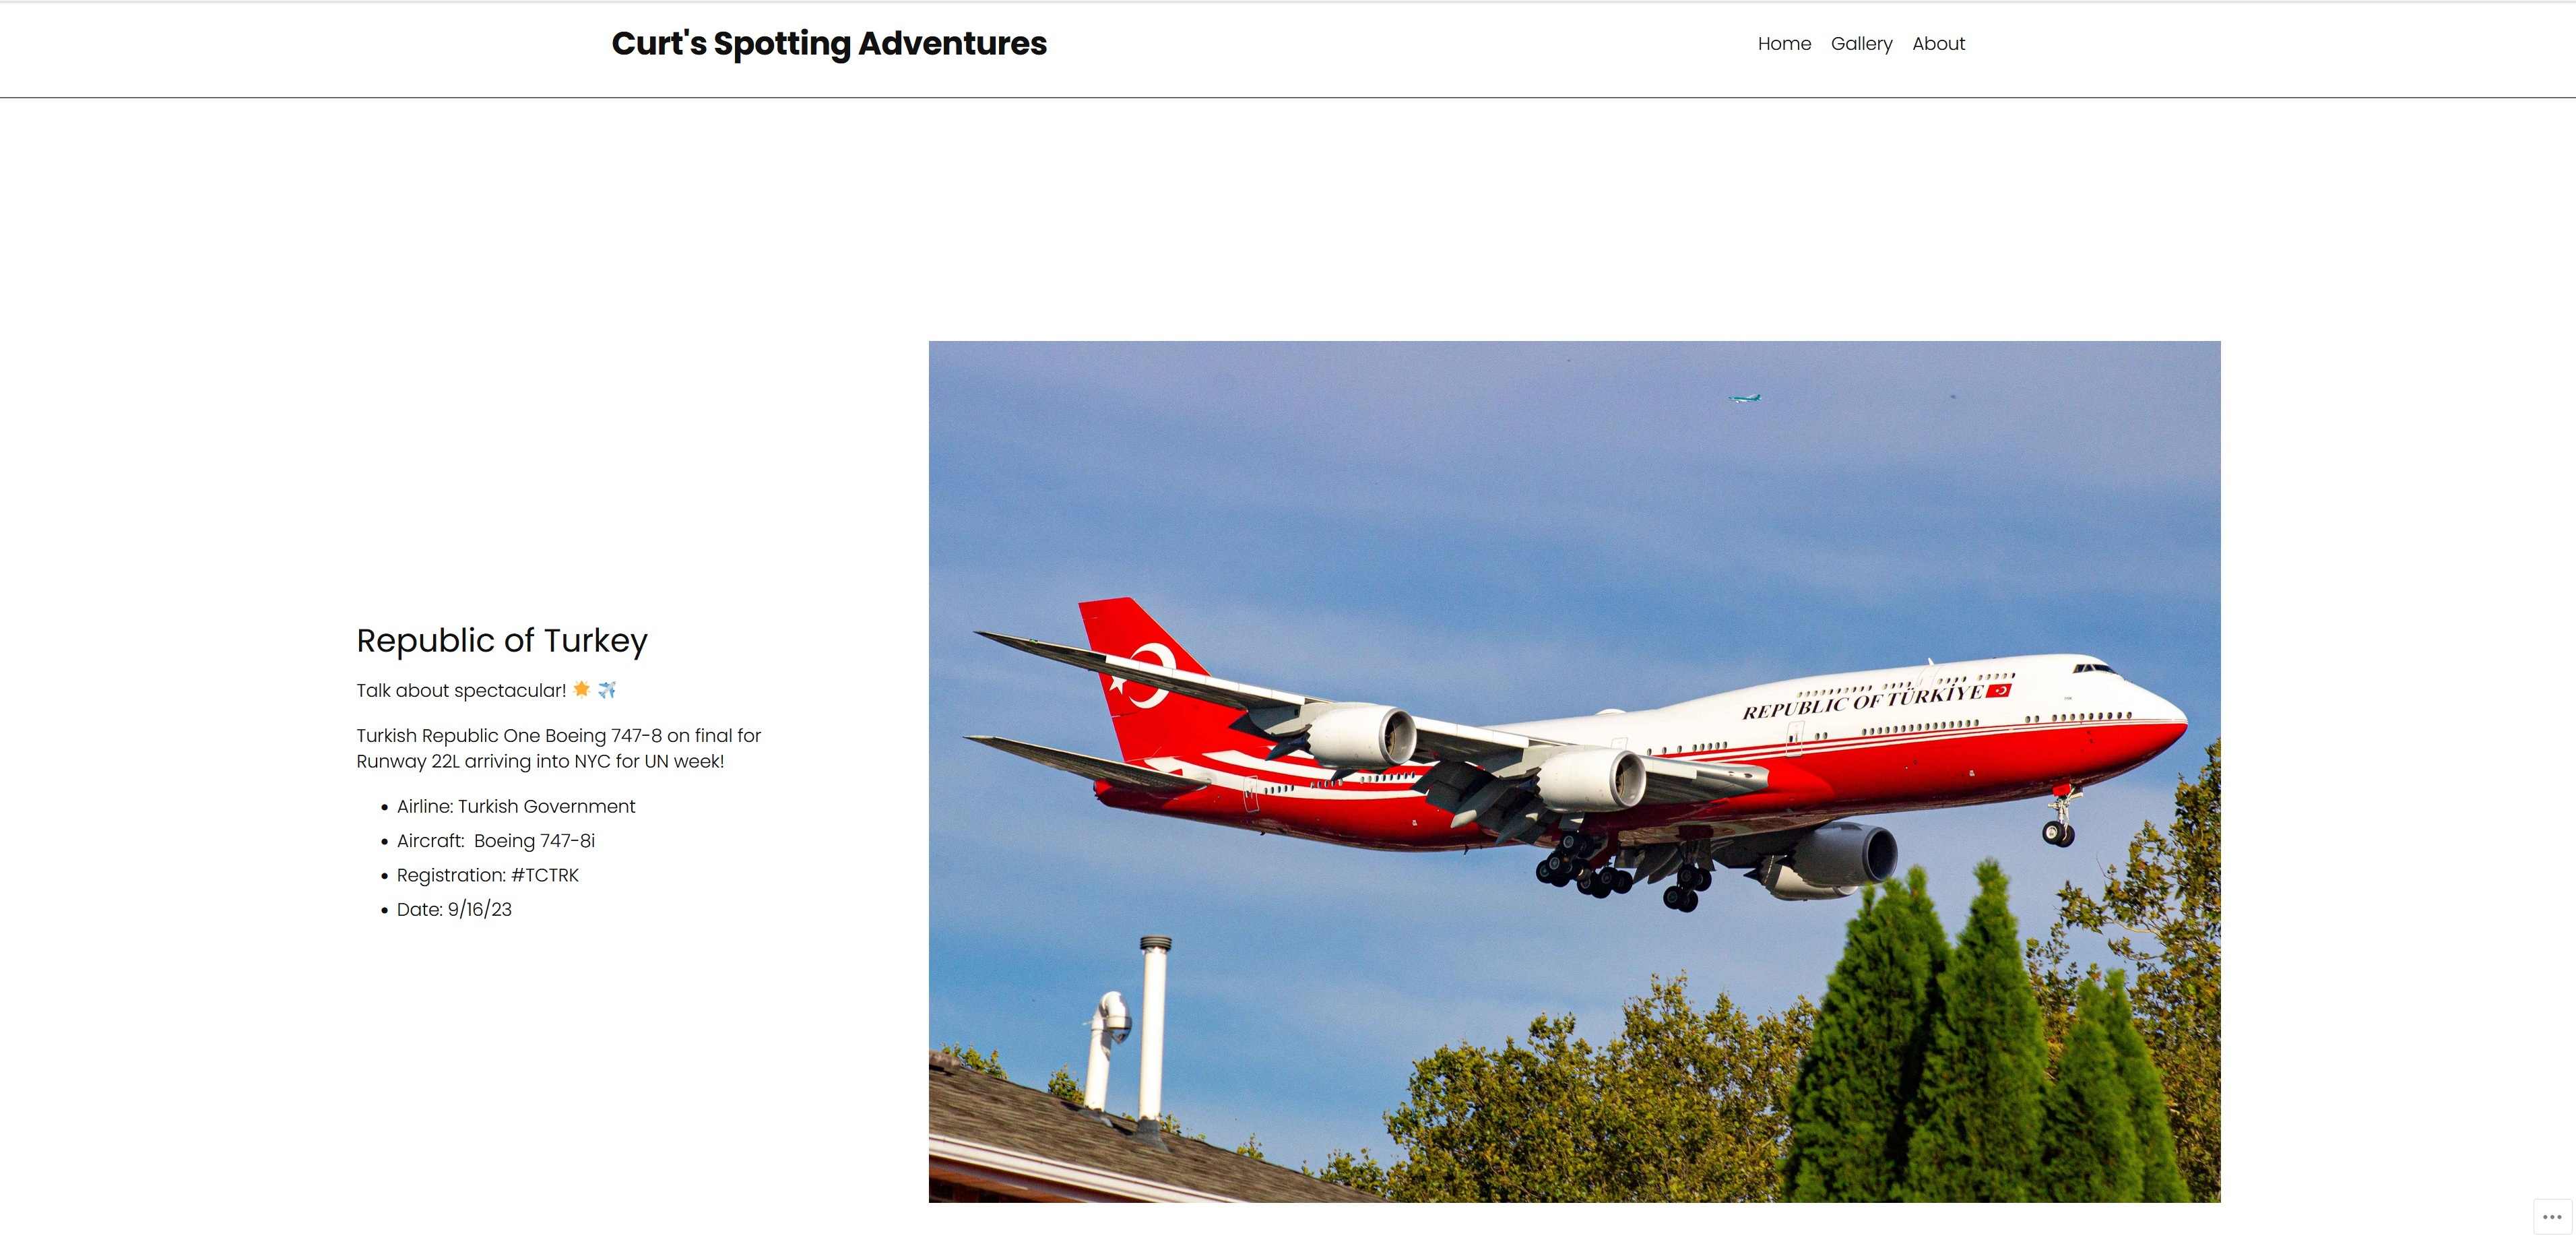 Curt's Spotting Adventures
Home Gallery About
Republic of Turkey
Talk about spectacular! 🌟 ✈️
Turkish Republic One Boeing 747-8 on final for
Runway 22L arriving into NYC for UN week!
• Airline: Turkish Government
• Aircraft:  Boeing 747-8i
• Registration: #TCTRK
• Date: 9/16/23
REPUBLIC OF TÜRKİYE